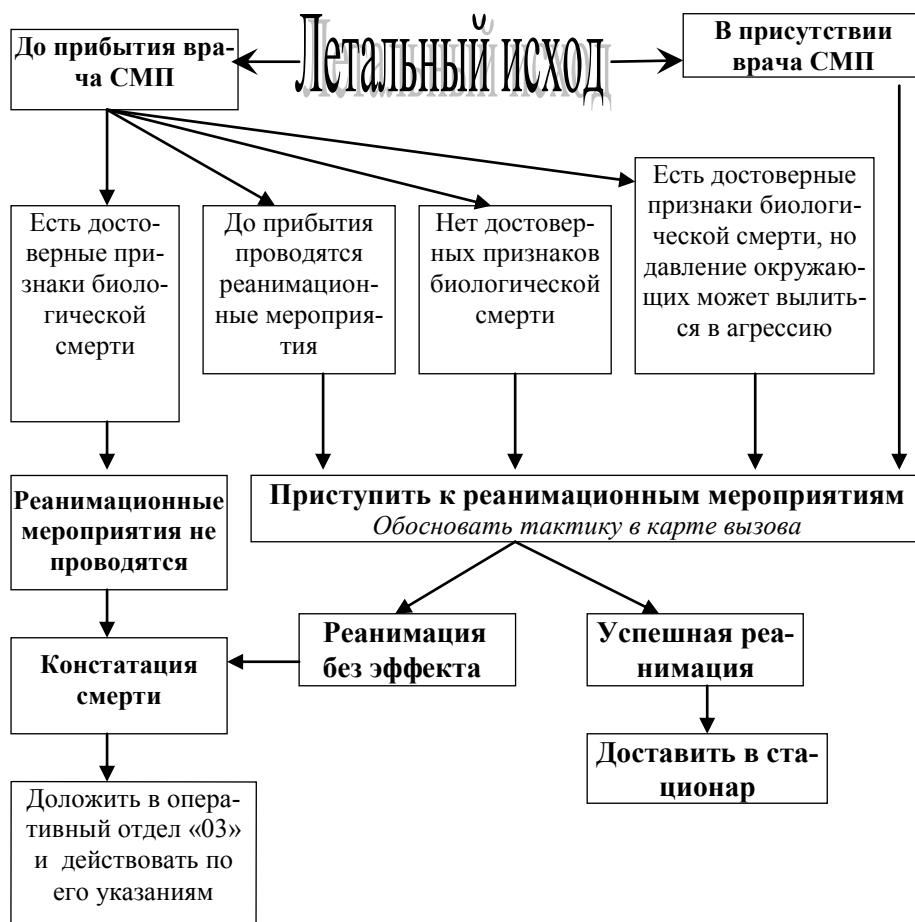 До прибытия вра-
ча СМП
Летальный исход
В присутствии
врача СМП
Есть досто-
верные при-
знаки биоло-
гической
смерти
До прибытия
проводятся
реанимацион-
ные мероприя-
тия
Нет достовер-
ных признаков
биологической
смерти
Есть достоверные
признаки биологи-
ческой смерти, но
давление окружаю-
щих может вылить-
ся в агрессию
Реанимационные
мероприятия не
проводятся
Приступить к реанимационным мероприятиям
Обосновать тактику в карте вызова
Реанимация
без эффекта
Успешная реа-
нимация
Констатация
смерти
Доставить в ста-
ционар
Доложить в опера-
тивный отдел «03»
и действовать по
его указаниям